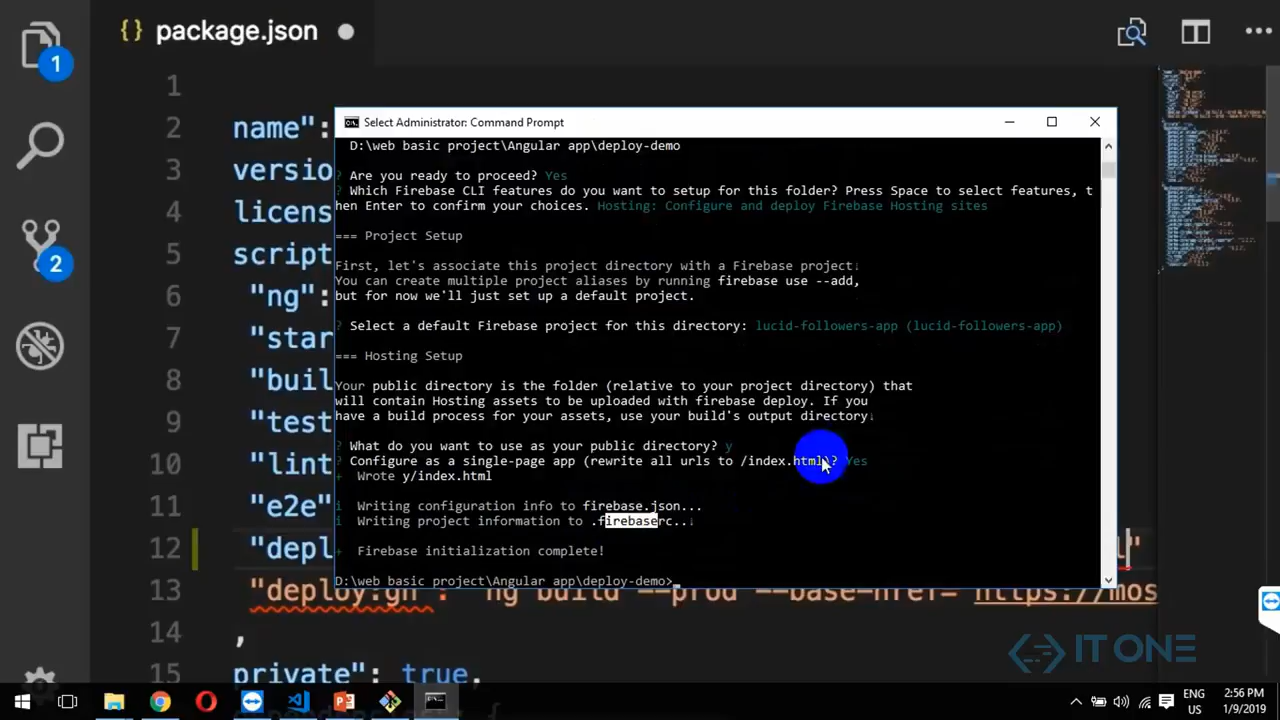 package.json
1
2
name":
3
versio
4
licens
5
script
6
"ng":
7
"star
8
"buil
9
"test
10
"lint
11
"e2e"
12
"depl
"
13
"deploy:gh": "ng build --prod --base-href="https://mos
14
,
15
private": true,
1
2
Select Administrator: Command Prompt
D:\web basic project\Angular app\deploy-demo
? Are you ready to proceed? Yes
? Which Firebase CLI features do you want to setup for this folder? Press Space to select features, t
hen Enter to confirm your choices. Hosting: Configure and deploy Firebase Hosting sites
=== Project Setup
First, let's associate this project directory with a Firebase project.
You can create multiple project aliases by running firebase use --add,
but for now we'll just set up a default project.
? Select a default Firebase project for this directory: lucid-followers-app (lucid-followers-app)
=== Hosting Setup
Your public directory is the folder (relative to your project directory) that
will contain Hosting assets to be uploaded with firebase deploy. If you
have a build process for your assets, use your build's output directory.
? What do you want to use as your public directory? y
? Configure as a single-page app (rewrite all urls to /index.html)? Yes
+ Wrote y/index.html
i Writing configuration info to firebase.json...
i Writing project information to .firebaserc...
+ Firebase initialization complete!
D:\web basic project\Angular app\deploy-demo>
IT ONE
ENG
US
2:56 PM
1/9/2019